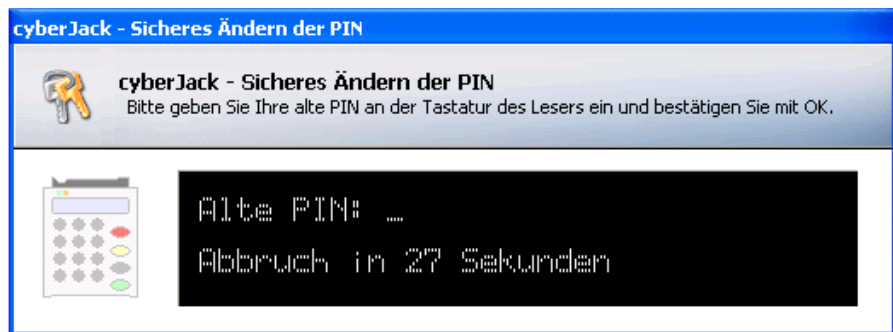 cyberJack - Sicheres Ändern der PIN
cyberJack - Sicheres Ändern der PIN
Bitte geben Sie Ihre alte PIN an der Tastatur des Lesers ein und bestätigen Sie mit OK.
Alte PIN: _
Abbruch in 27 Sekunden